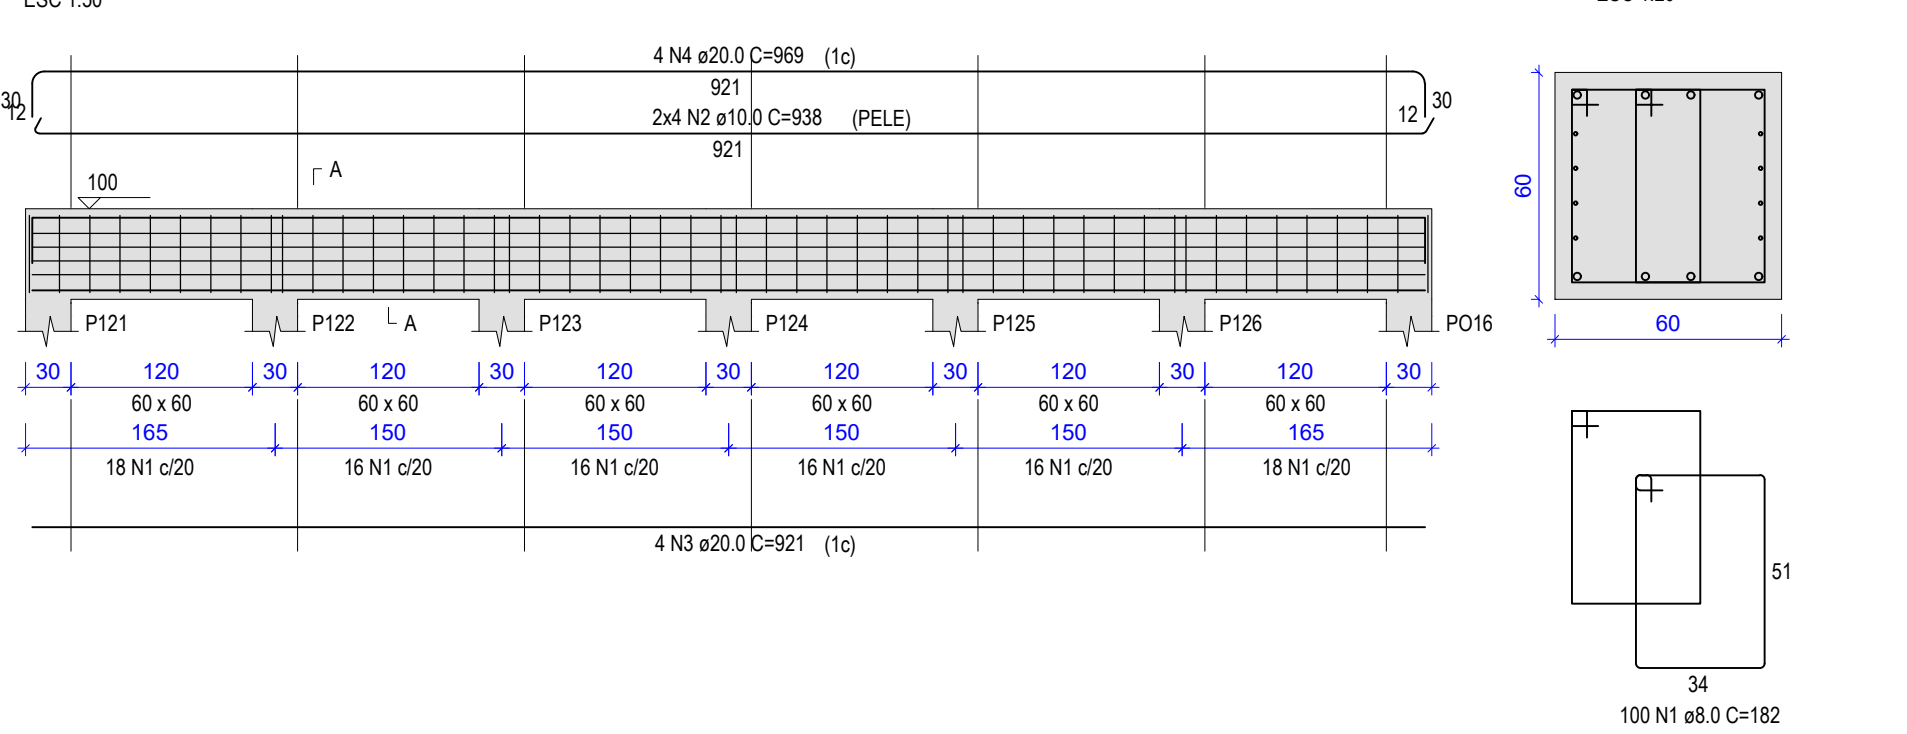 4 N4 ø20.0 C=969 (1c)
921
30
12
2x4 N2 ø10.0 C=938 (PELE)
12
30
921
A
100
P121
P122
A
P123
P124
P125
P126
PO16
30 120 30 120 30 120 30 120 30 120 30 120 30
60 x 60 60 x 60 60 x 60 60 x 60 60 x 60 60 x 60
165 150 150 150 150 165
18 N1 c/20 16 N1 c/20 16 N1 c/20 16 N1 c/20 16 N1 c/20 18 N1 c/20
4 N3 ø20.0 C=921 (1c)
60
60
51
34
100 N1 ø8.0 C=182